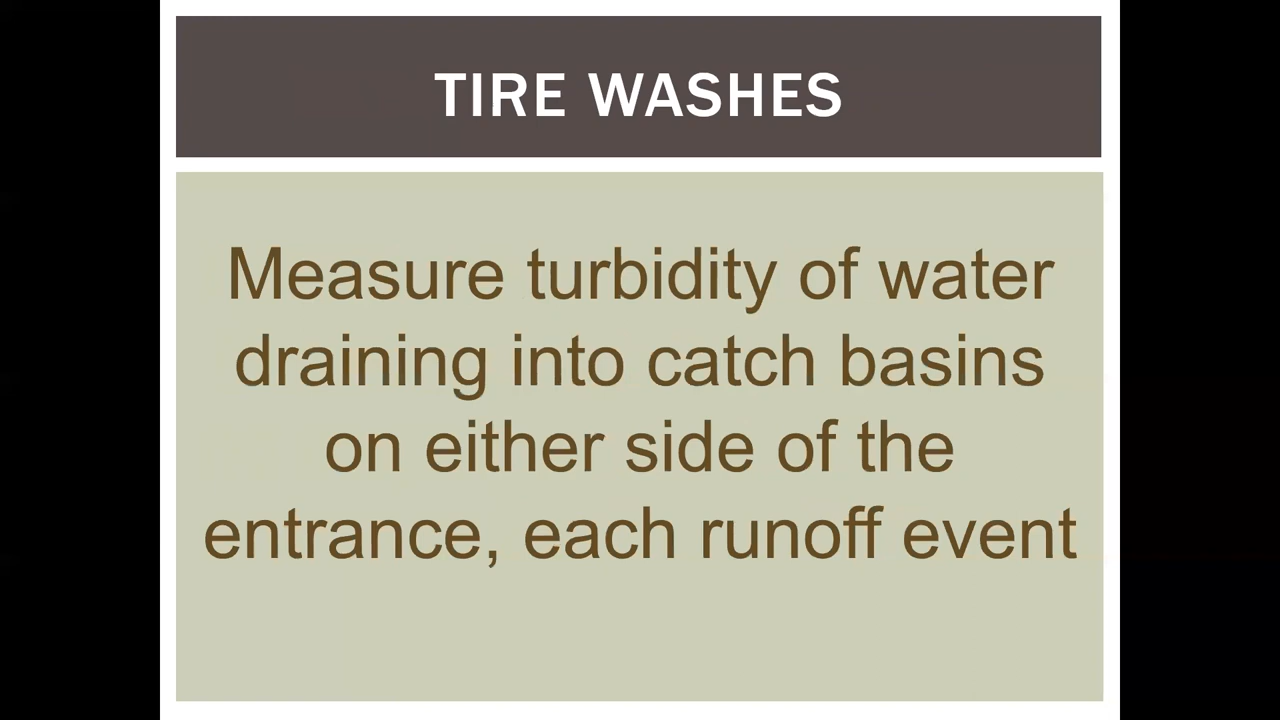 TIRE WASHES
Measure turbidity of water
draining into catch basins
on either side of the
entrance, each runoff event